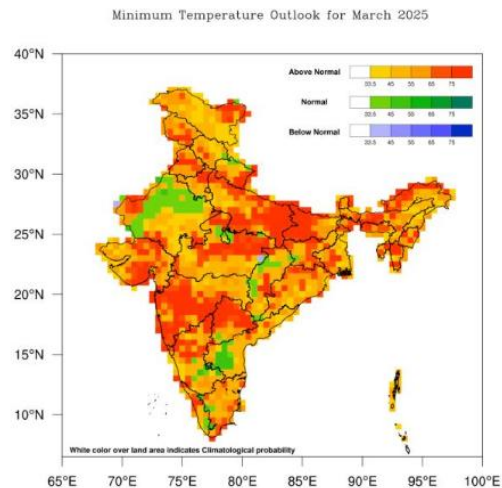 Minimum Temperature Outlook for March 2025
40°N
35°N
30°N
25°N
20°N
15°N
10°N
Above Normal
33.5 45 55 65 75
Normal
33.5 45 55 65 75
Below Normal
33.5 45 55 65 75
White color over land area indicates Climatological probability
65°E 70°E 75°E 80°E 85°E 90°E 95°E 100°E